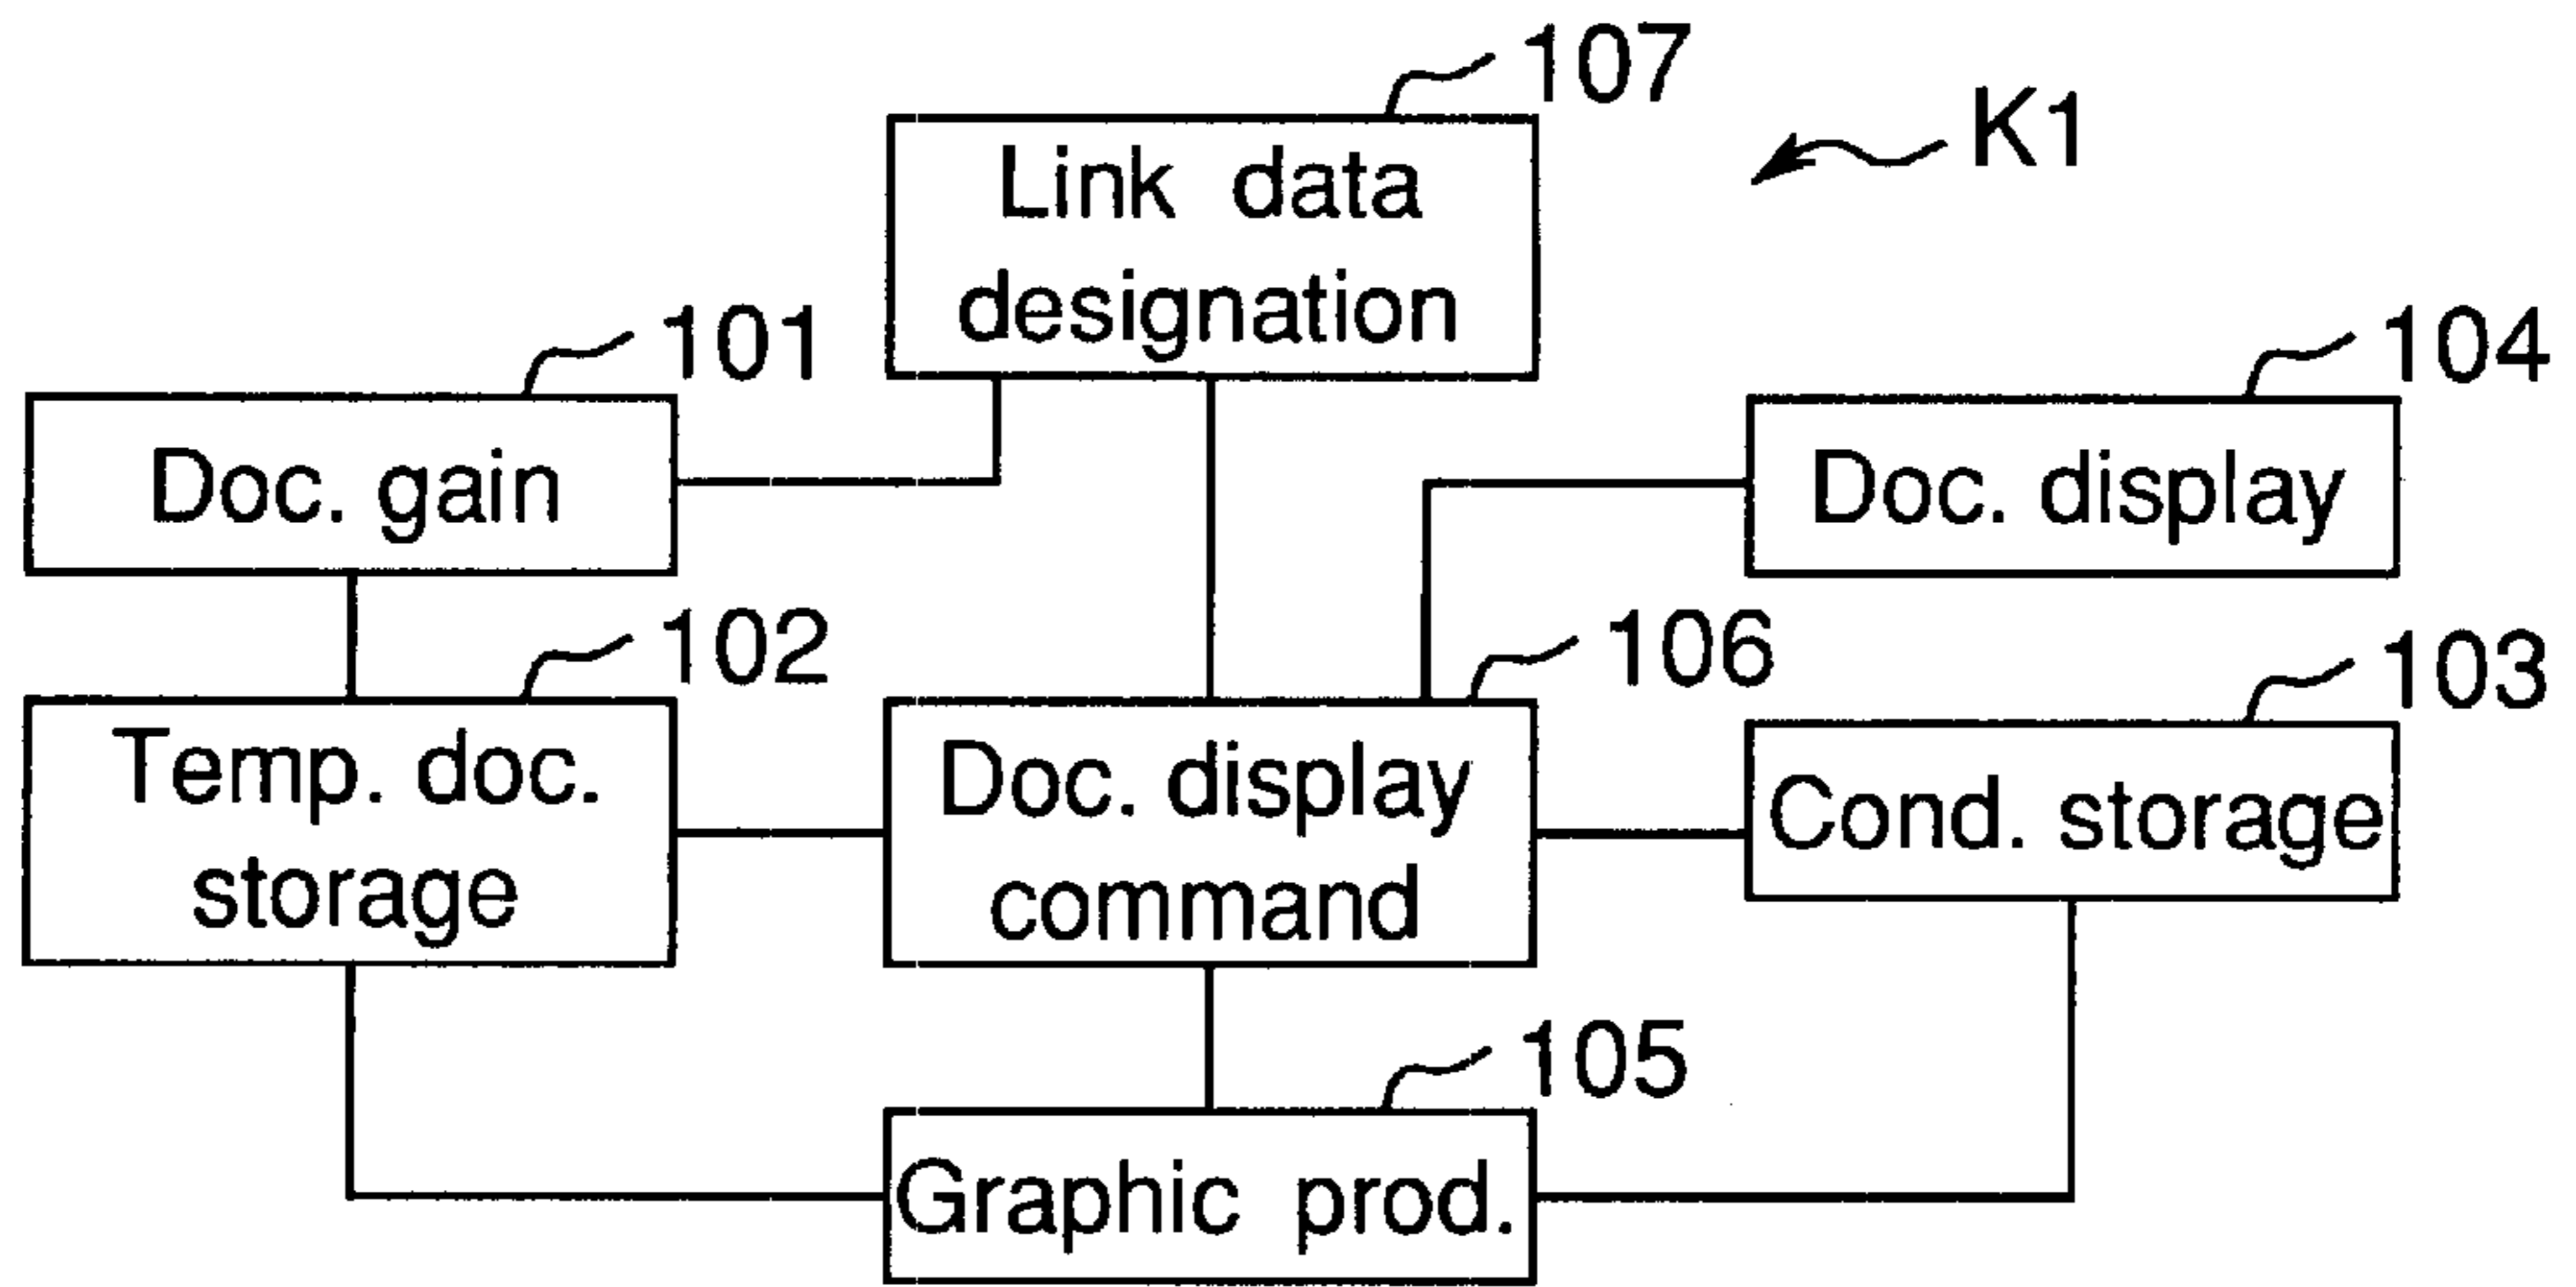 107
K1
Link data
designation
101
104
Doc. gain
Doc. display
102
106
103
Temp. doc.
storage
Doc. display
command
Cond. storage
105
Graphic prod.